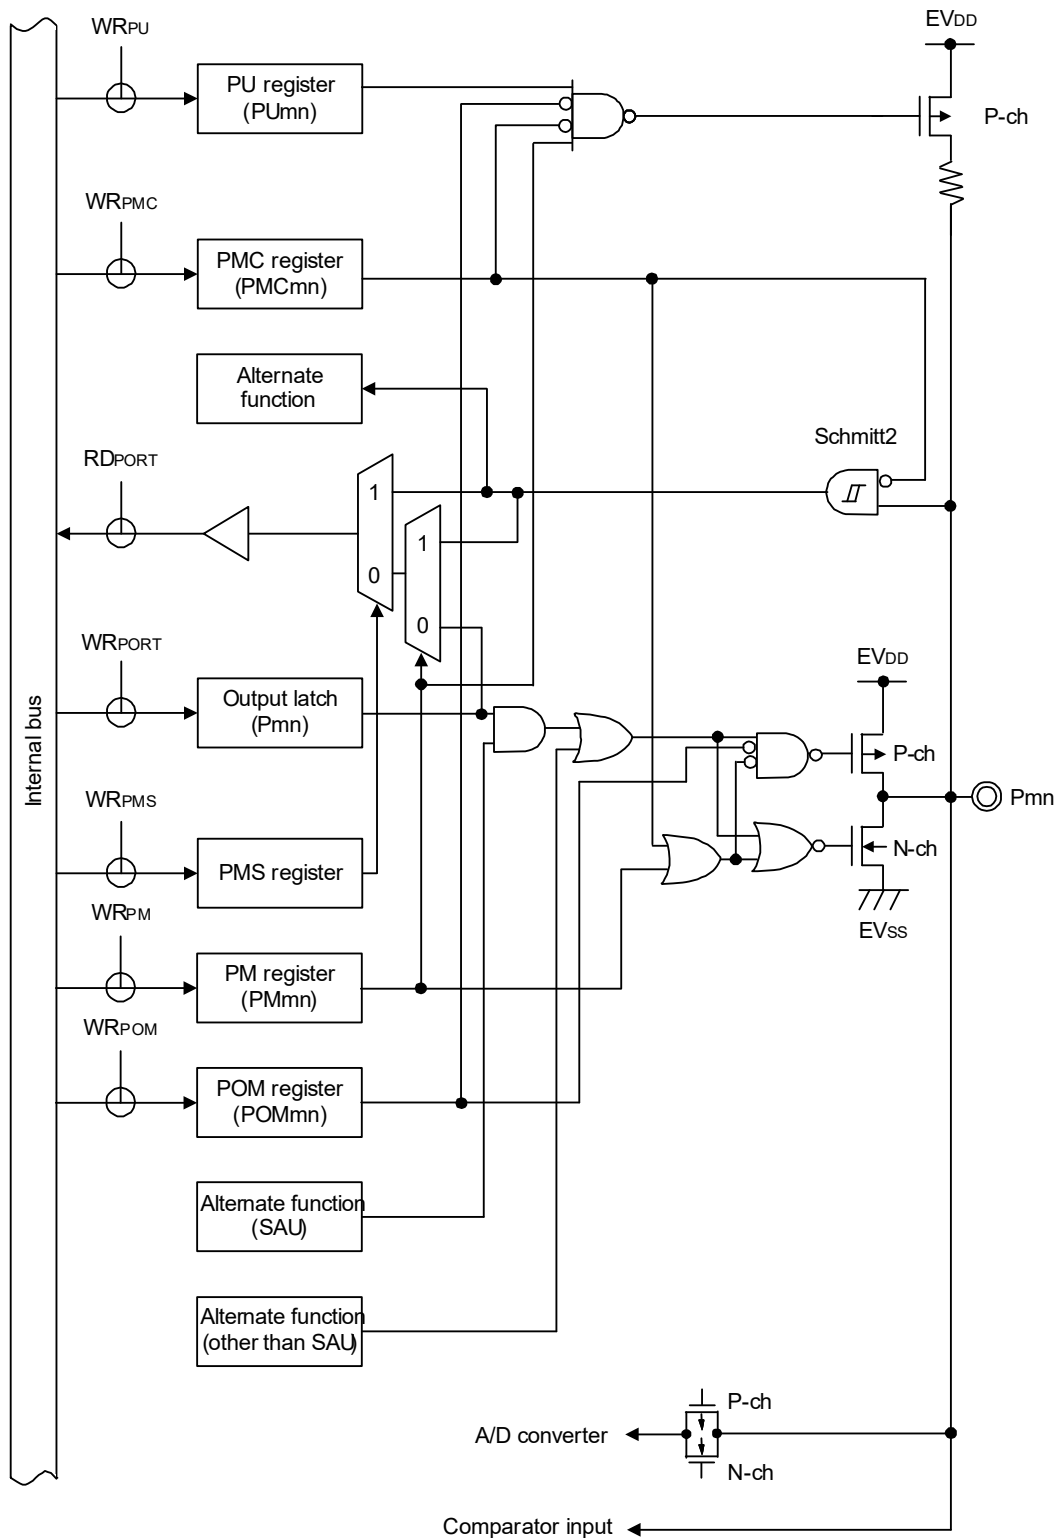 WRPU
EVDD
PU register
(PUmn)
P-ch
WRPMC
PMC register
(PMCmn)
Alternate
function
Schmitt2
RDPORT
1
1
0
0
WRPORT
EVDD
Output latch
(Pmn)
P-ch
Internal bus
Pmn
WRPMS
N-ch
PMS register
WRPM
EVSS
PM register
(PMmn)
WRPOM
POM register
(POMmn)
Alternate function
(SAU)
Alternate function
(other than SAU)
P-ch
A/D converter
N-ch
Comparator input